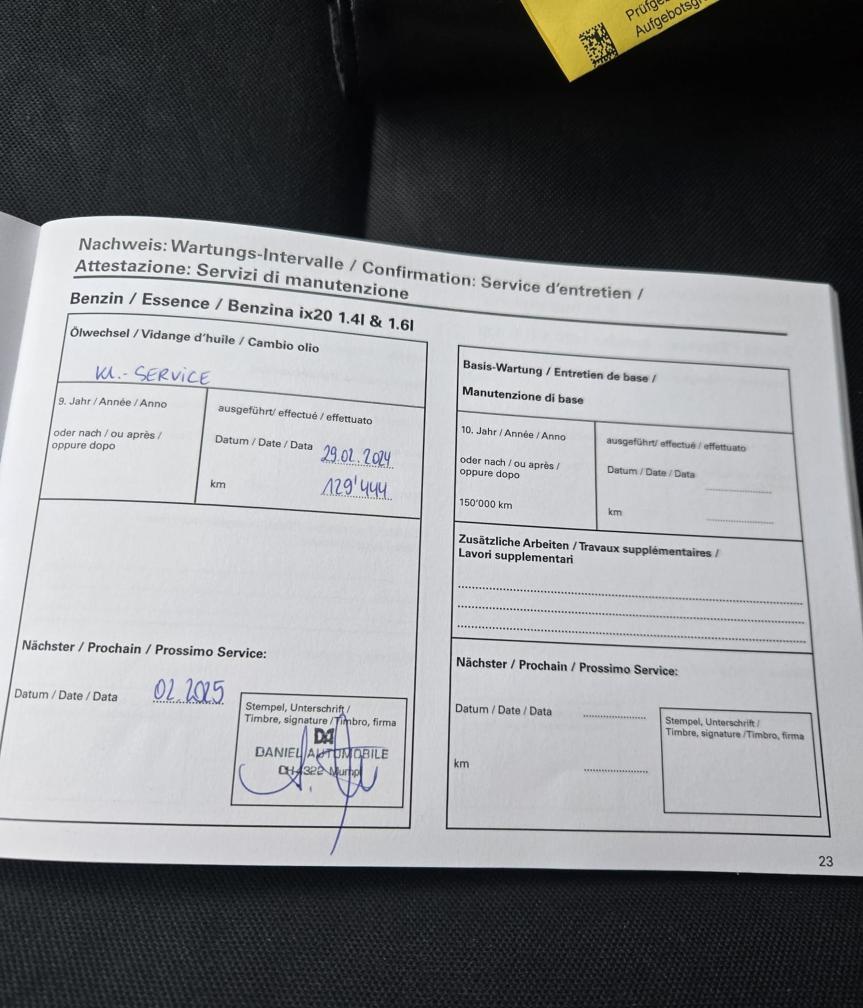 Prüfge
Aufgebotsg
Nachweis: Wartungs-Intervalle / Confirmation: Service d'entretien /
Attestazione: Servizi di manutenzione
Benzin / Essence / Benzina ix20 1.4l & 1.6l
Ölwechsel / Vidange d'huile / Cambio olio
KL.- SERVICE
9. Jahr / Année / Anno
oder nach / ou après /
oppure dopo
ausgeführt/ effectué / effettuato
Datum / Date / Data 29.02.2024
km 129'444
Nächster / Prochain / Prossimo Service:
Datum / Date / Data 02.2025
Stempel, Unterschrift /
Timbre, signature /Timbro, firma
DA
DANIEL AUTOMOBILE
CH-4322 Mumpf
Basis-Wartung / Entretien de base /
Manutenzione di base
10. Jahr / Année / Anno
oder nach / ou après /
oppure dopo
150'000 km
ausgeführt/ effectué / effettuato
Datum / Date / Data
km
Zusätzliche Arbeiten / Travaux supplémentaires /
Lavori supplementari
Nächster / Prochain / Prossimo Service:
Datum / Date / Data
km
Stempel, Unterschrift /
Timbre, signature /Timbro, firma
23